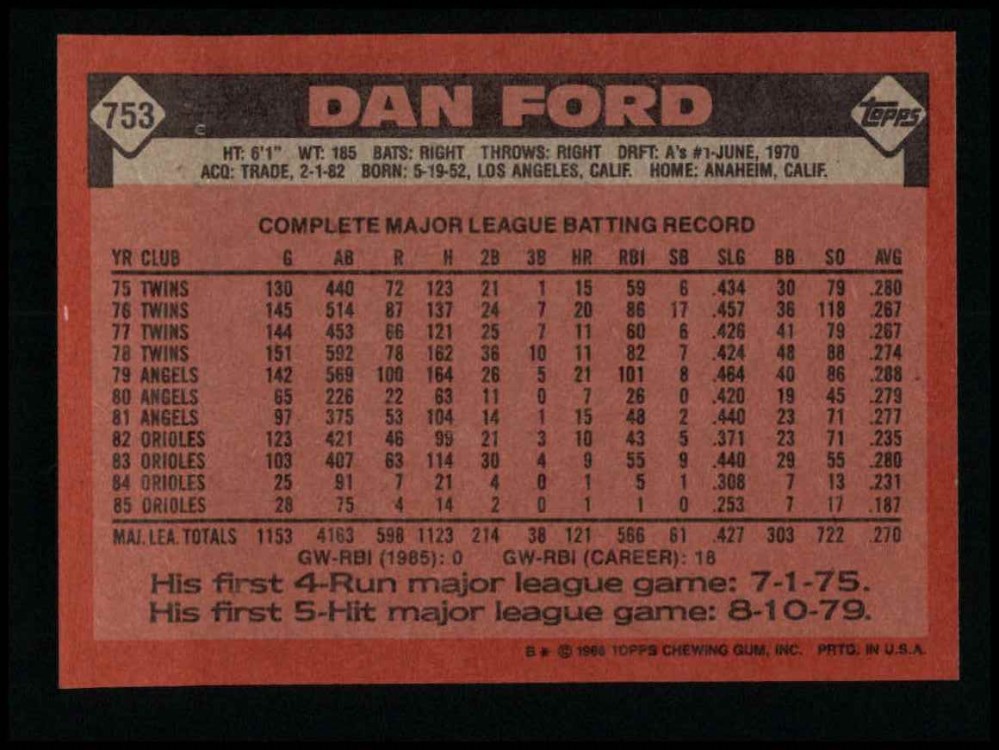 753 DAN FORD Topps
HT: 6'1" WT: 185 BATS: RIGHT THROWS: RIGHT DRFT: A's #1-JUNE, 1970
ACQ: TRADE, 2-1-82 BORN: 5-19-52, LOS ANGELES, CALIF. HOME: ANAHEIM, CALIF.
COMPLETE MAJOR LEAGUE BATTING RECORD
YR CLUB G AB R H 2B 3B HR RBI SB SLG BB SO AVG
75 TWINS 130 440 72 123 21 1 15 59 6 .434 30 79 .280
76 TWINS 145 514 87 137 24 7 20 86 17 .457 36 118 .267
77 TWINS 144 453 66 121 25 7 11 60 6 .426 41 79 .267
78 TWINS 151 592 78 162 36 10 11 82 7 .424 48 88 .274
79 ANGELS 142 569 100 164 26 5 21 101 8 .464 40 86 .288
80 ANGELS 65 226 22 63 11 0 7 26 0 .420 19 45 .279
81 ANGELS 97 375 53 104 14 1 15 48 2 .440 23 71 .277
82 ORIOLES 123 421 46 99 21 3 10 43 5 .371 23 71 .235
83 ORIOLES 103 407 63 114 30 4 9 55 9 .440 29 55 .280
84 ORIOLES 25 91 7 21 4 0 1 5 1 .308 7 13 .231
85 ORIOLES 28 75 4 14 2 0 1 1 0 .253 7 17 .187
MAJ. LEA. TOTALS 1153 4163 598 1123 214 38 121 566 61 .427 303 722 .270
GW-RBI (1985): 0 GW-RBI (CAREER): 18
His first 4-Run major league game: 7-1-75.
His first 5-Hit major league game: 8-10-79.
B * © 1986 TOPPS CHEWING GUM, INC. PRTD. IN U.S.A.